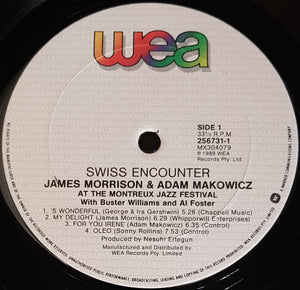 wea
SIDE 1
33⅓ R.P.M.
256731-1
MX304079
℗ 1989 WEA
Records Pty. Ltd
SWISS ENCOUNTER
JAMES MORRISON & ADAM MAKOWICZ
AT THE MONTREUX JAZZ FESTIVAL
With Buster Williams and Al Foster
1. 'S WONDERFUL (George & Ira Gershwin) 5:26 (Chappell Music)
2. MY DELIGHT (James Morrison) 6:29 (Whipporwill Enterprises)
3. FOR YOU IRENE (Adam Makowicz) 6:35 (Control)
4. OLEO (Sonny Rollins) 7:53 (Control)
Produced by Nesuhi Ertegun
Manufactured and Distributed by
WEA Records Pty. Limited